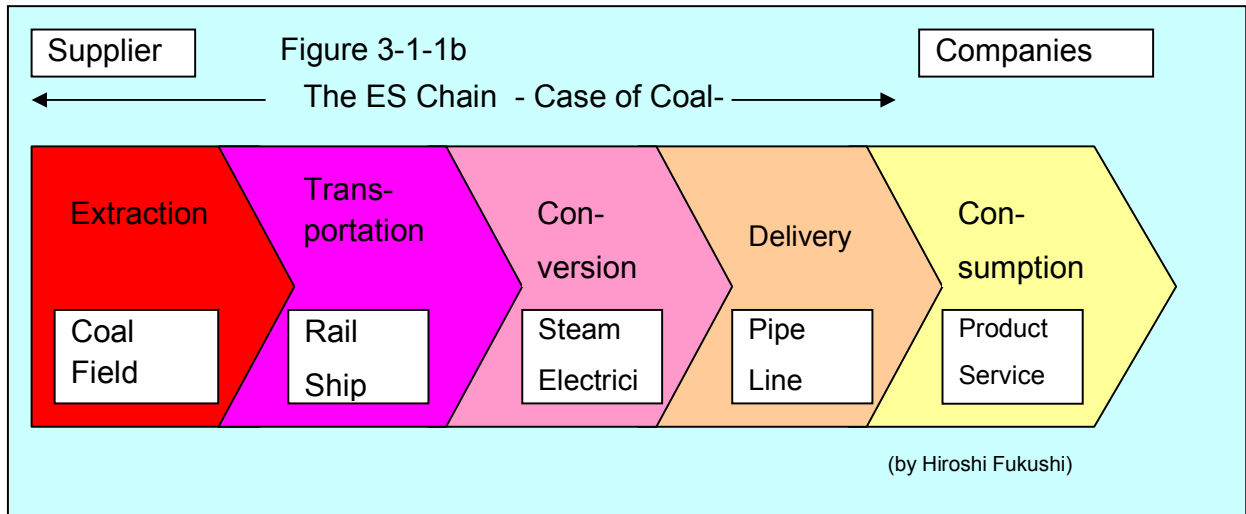 Supplier
Figure 3-1-1b
Companies
The ES Chain - Case of Coal-
Extraction
Trans-
portation
Con-
version
Delivery
Con-
sumption
Coal
Field
Rail
Ship
Steam
Electrici
Pipe
Line
Product
Service
(by Hiroshi Fukushi)